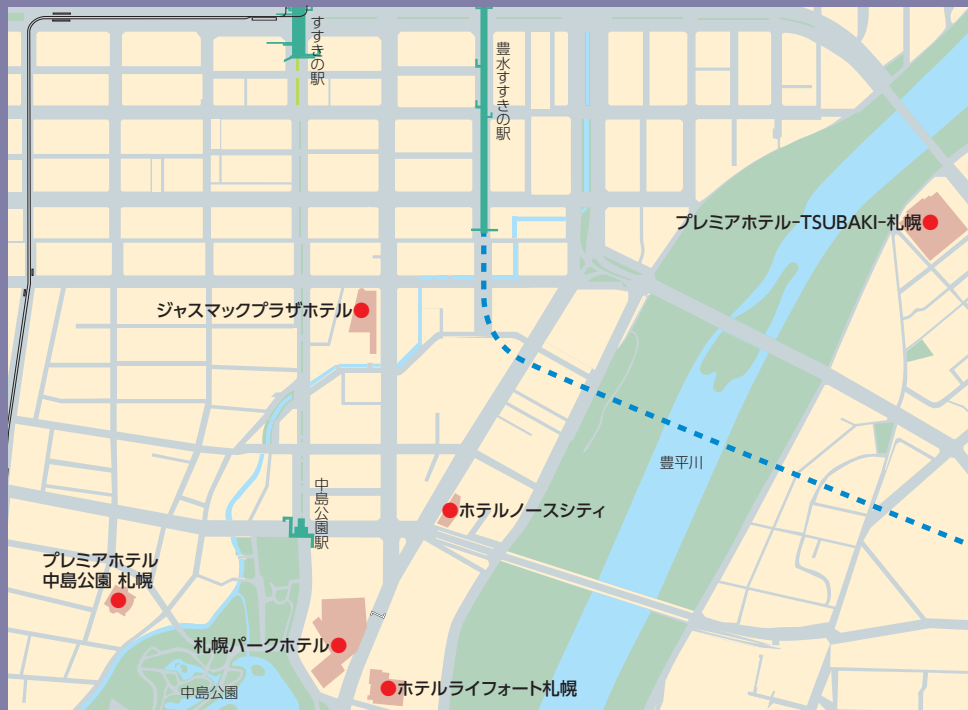 すすきの駅
豊水すすきの駅
プレミアホテル-TSUBAKI-札幌
ジャスマックプラザホテル
豊平川
中島公園駅
ホテルノースシティ
プレミアホテル
中島公園 札幌
札幌パークホテル
ホテルライフォート札幌
中島公園